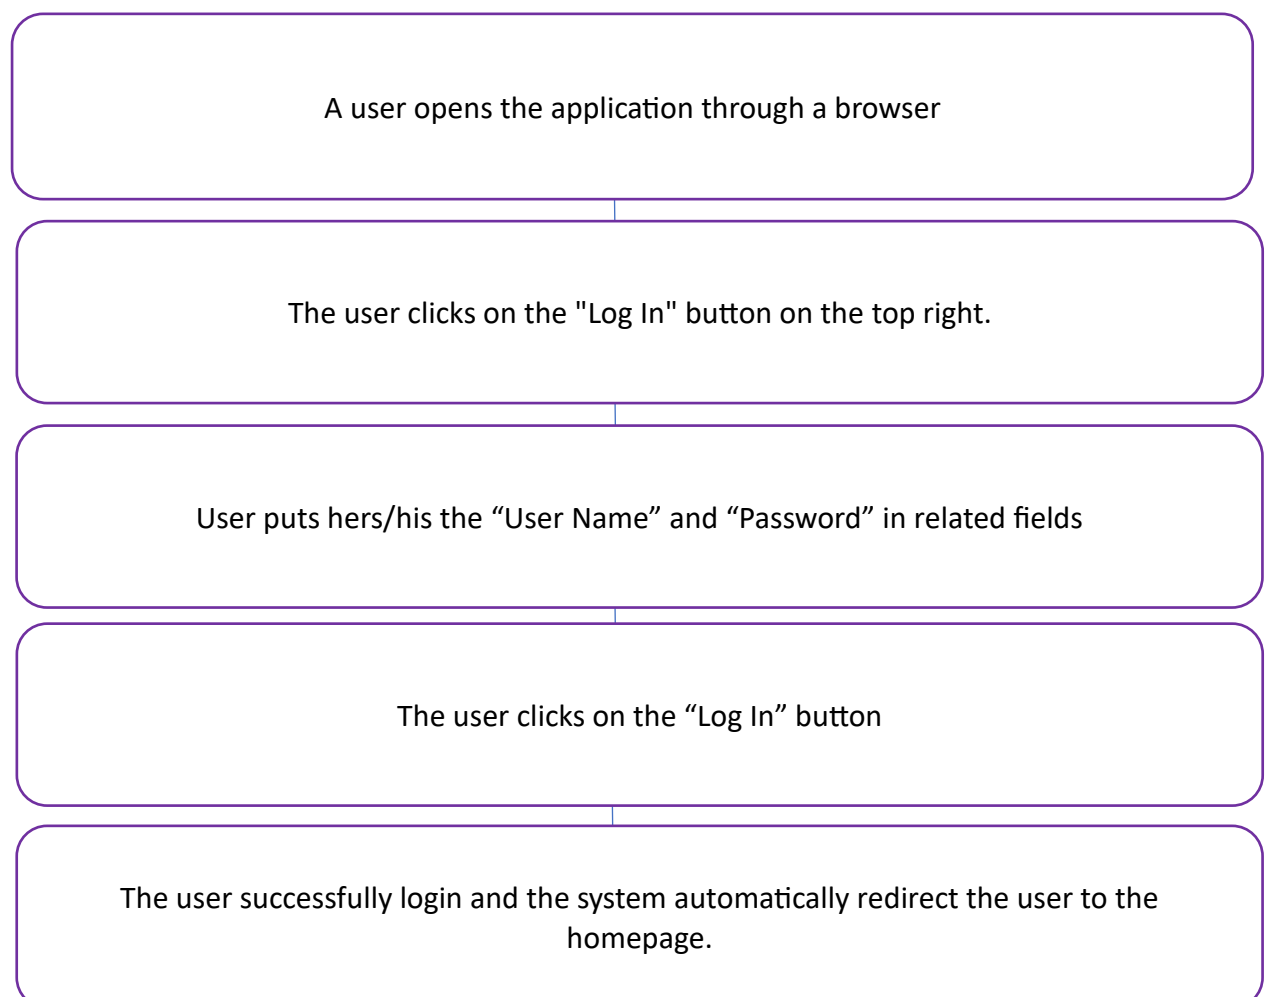 A user opens the application through a browser
The user clicks on the "Log In" button on the top right.
User puts hers/his the “User Name” and “Password” in related fields
The user clicks on the “Log In” button
The user successfully login and the system automatically redirect the user to the
homepage.